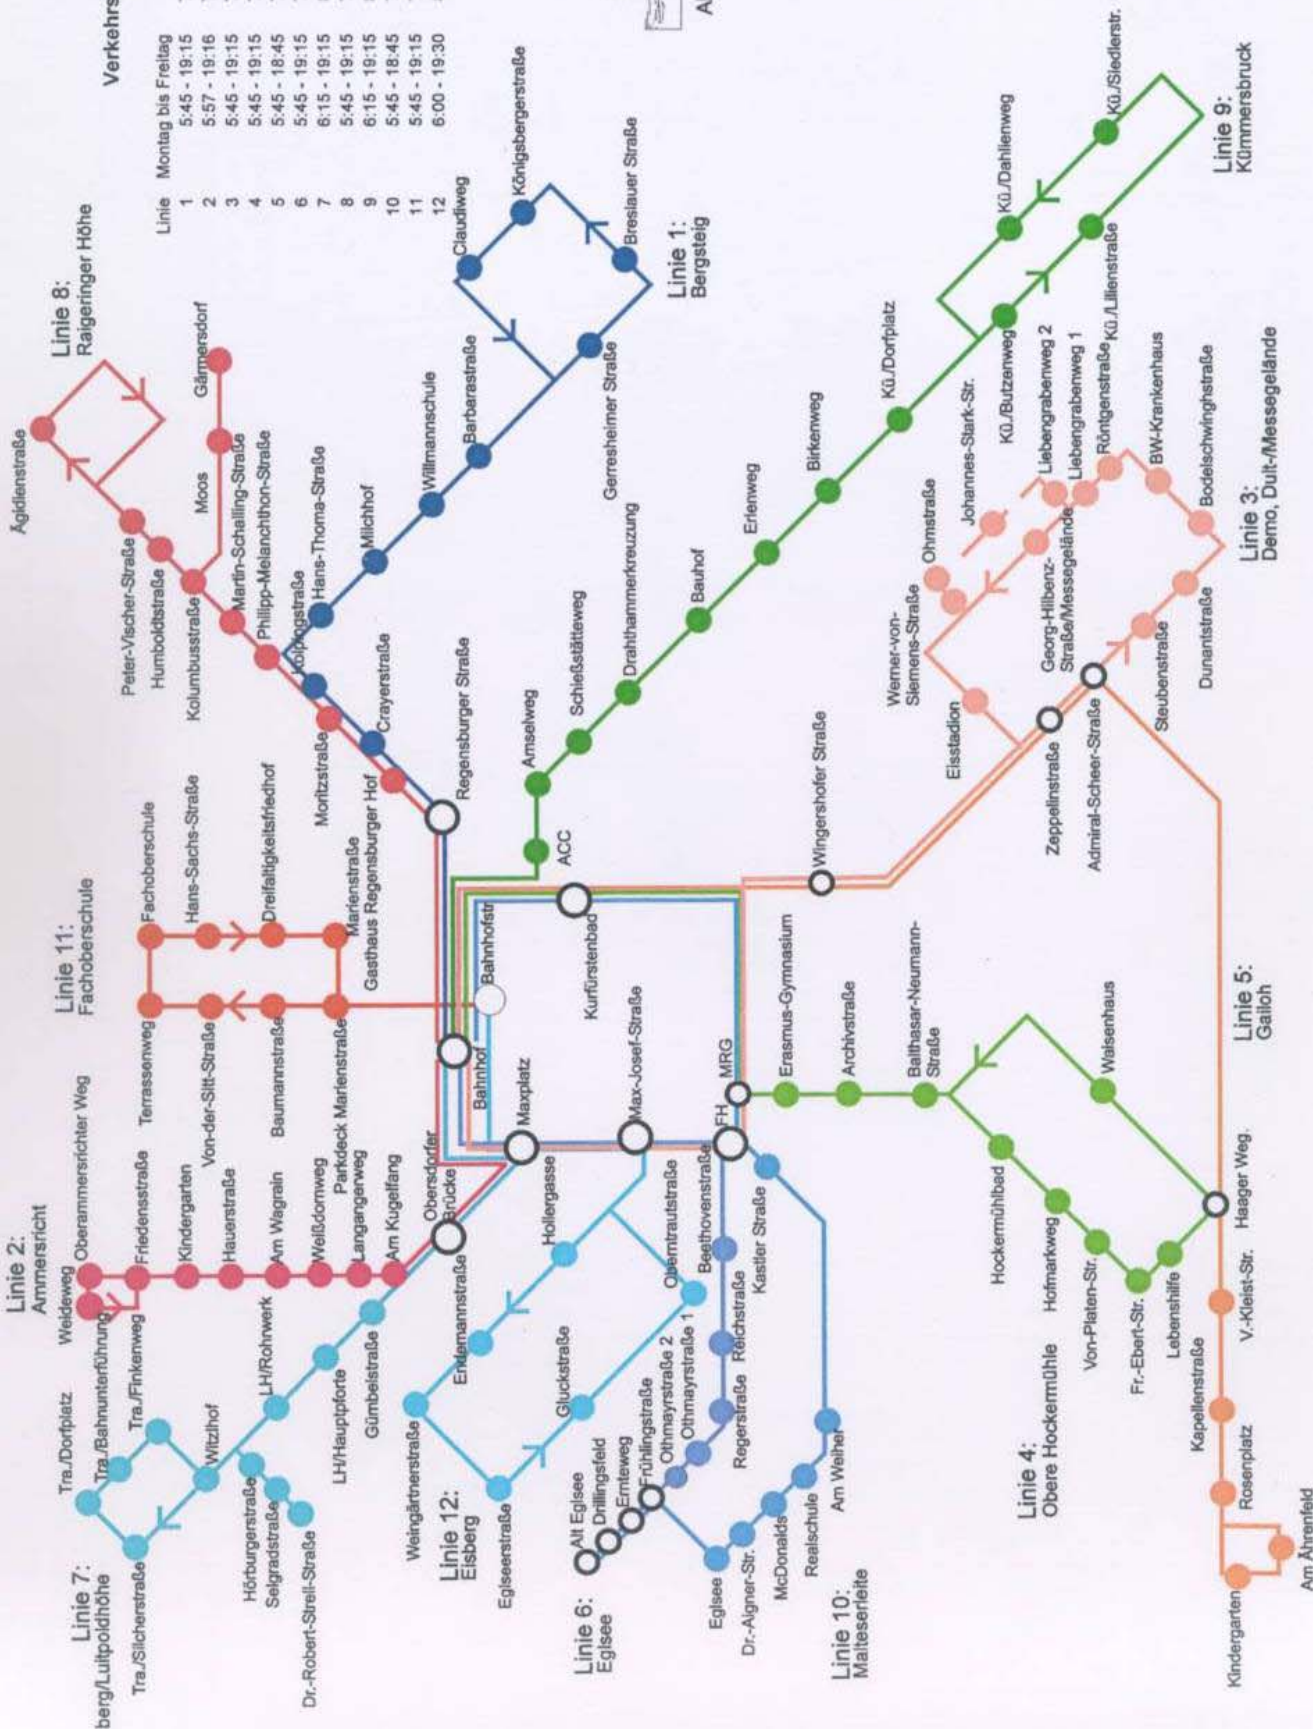 Verkehrs
Linie Montag bis Freitag
1 5:45 - 19:15
2 5:57 - 19:16
3 5:45 - 19:15
4 5:45 - 19:15
5 5:45 - 18:45
6 5:45 - 19:15
7 6:15 - 19:15
8 5:45 - 19:15
9 6:15 - 19:15
10 5:45 - 18:45
11 5:45 - 19:15
12 6:00 - 19:30
Linie 8:
Raigeringer Höhe
Ägidienstraße
Peter-Vischer-Straße
Humboldtstraße
Kolumbusstraße
Moos
Gärmersdorf
Martin-Schalling-Straße
Philipp-Melanchthon-Straße
Moritzstraße
Gasthaus Regensburger Hof
Linie 1:
Bergsteig
Claudiweg
Königsbergerstraße
Breslauer Straße
Gerresheimer Straße
Barbarastraße
Willmannschule
Milchhof
Hans-Thoma-Straße
Kolpingstraße
Crayerstraße
Regensburger Straße
Linie 9:
Kümmersbruck
Kü./Siedlerstr.
Kü./Dahlienweg
Kü./Lilienstraße
Kü./Butzenweg
Kü./Dorfplatz
Birkenweg
Erlenweg
Bauhof
Drahthammerkreuzung
Schießstätteweg
Amselweg
ACC
Linie 3:
Demo, Dult-/Messegelände
Johannes-Stark-Str.
Liebengrabenweg 2
Liebengrabenweg 1
Röntgenstraße
BW-Krankenhaus
Bodelschwinghstraße
Dunantstraße
Steubenstraße
Georg-Hilbenz-
Straße/Messegelände
Ohmstraße
Werner-von-
Siemens-Straße
Eisstadion
Zeppelinstraße
Admiral-Scheer-Straße
Wingershofer Straße
Linie 11:
Fachoberschule
Fachoberschule
Hans-Sachs-Straße
Dreifaltigkeitsfriedhof
Marienstraße
Terrassenweg
Von-der-Sitt-Straße
Baumannstraße
Parkdeck Marienstraße
Bahnhofstr
Bahnhof
Kurfürstenbad
Maxplatz
Max-Josef-Straße
MRG
FH
Obersdorfer
Brücke
Linie 2:
Ammersricht
Weideweg
Oberammersrichter Weg
Friedensstraße
Kindergarten
Hauerstraße
Am Wagrain
Weißdornweg
Langangerweg
Am Kugelfang
Linie 7:
berg/Luitpoldhöhe
Tra./Dorfplatz
Tra./Bahnunterführung
Tra./Finkenweg
Tra./Silcherstraße
Witzlhof
Hörburgerstraße
Selgradstraße
Dr.-Robert-Strell-Straße
LH/Rohrwerk
LH/Hauptpforte
Gümbelstraße
Linie 12:
Eisberg
Hollergasse
Endemannstraße
Weingärtnerstraße
Eglseerstraße
Gluckstraße
Oberntrautstraße
Linie 6:
Eglsee
Alt Eglsee
Drillingsfeld
Ernteweg
Frühlingstraße
Othmayrstraße 2
Othmayrstraße 1
Regerstraße
Reichstraße
Beethovenstraße
Linie 10:
Malteserleite
Eglsee
Dr.-Aigner-Str.
McDonalds
Realschule
Am Weiher
Kastler Straße
Linie 4:
Obere Hockermühle
Erasmus-Gymnasium
Archivstraße
Balthasar-Neumann-
Straße
Waisenhaus
Hockermühlbad
Hofmarkweg
Von-Platen-Str.
Fr.-Ebert-Str.
Lebenshilfe
Haager Weg.
Linie 5:
Gailoh
V.-Kleist-Str.
Kapellenstraße
Rosenplatz
Kindergarten
Am Ährenfeld